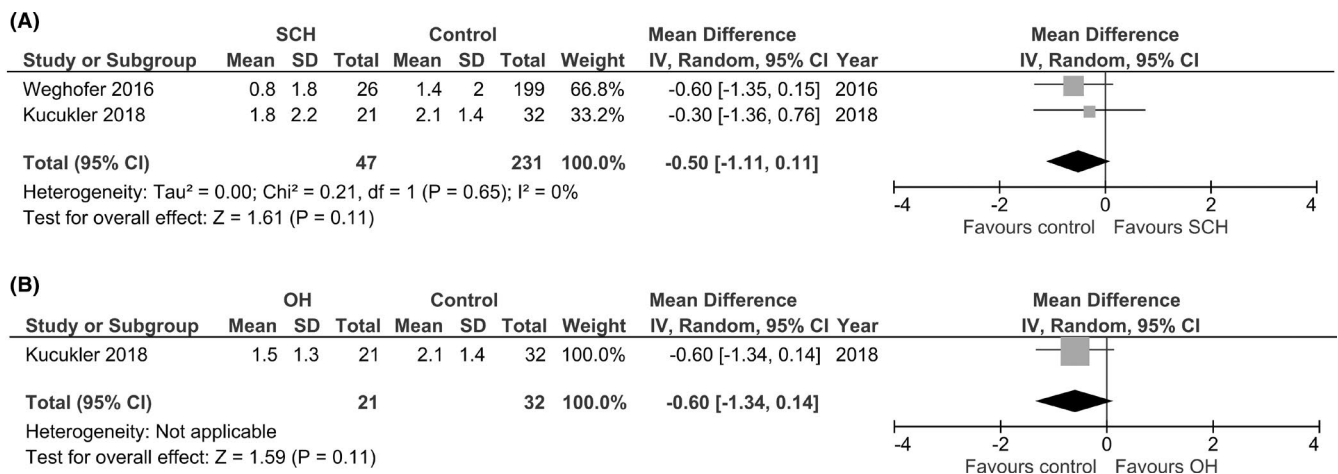 (A)
SCH Control Mean Difference Mean Difference
Study or Subgroup Mean SD Total Mean SD Total Weight IV, Random, 95% CI Year IV, Random, 95% CI
Weghofer 2016 0.8 1.8 26 1.4 2 199 66.8% -0.60 [-1.35, 0.15] 2016
Kucukler 2018 1.8 2.2 21 2.1 1.4 32 33.2% -0.30 [-1.36, 0.76] 2018
Total (95% CI) 47 231 100.0% -0.50 [-1.11, 0.11]
Heterogeneity: Tau² = 0.00; Chi² = 0.21, df = 1 (P = 0.65); I² = 0%
Test for overall effect: Z = 1.61 (P = 0.11)
-4 -2 0 2 4
Favours control Favours SCH
(B)
OH Control Mean Difference Mean Difference
Study or Subgroup Mean SD Total Mean SD Total Weight IV, Random, 95% CI Year IV, Random, 95% CI
Kucukler 2018 1.5 1.3 21 2.1 1.4 32 100.0% -0.60 [-1.34, 0.14] 2018
Total (95% CI) 21 32 100.0% -0.60 [-1.34, 0.14]
Heterogeneity: Not applicable
Test for overall effect: Z = 1.59 (P = 0.11)
-4 -2 0 2 4
Favours control Favours OH